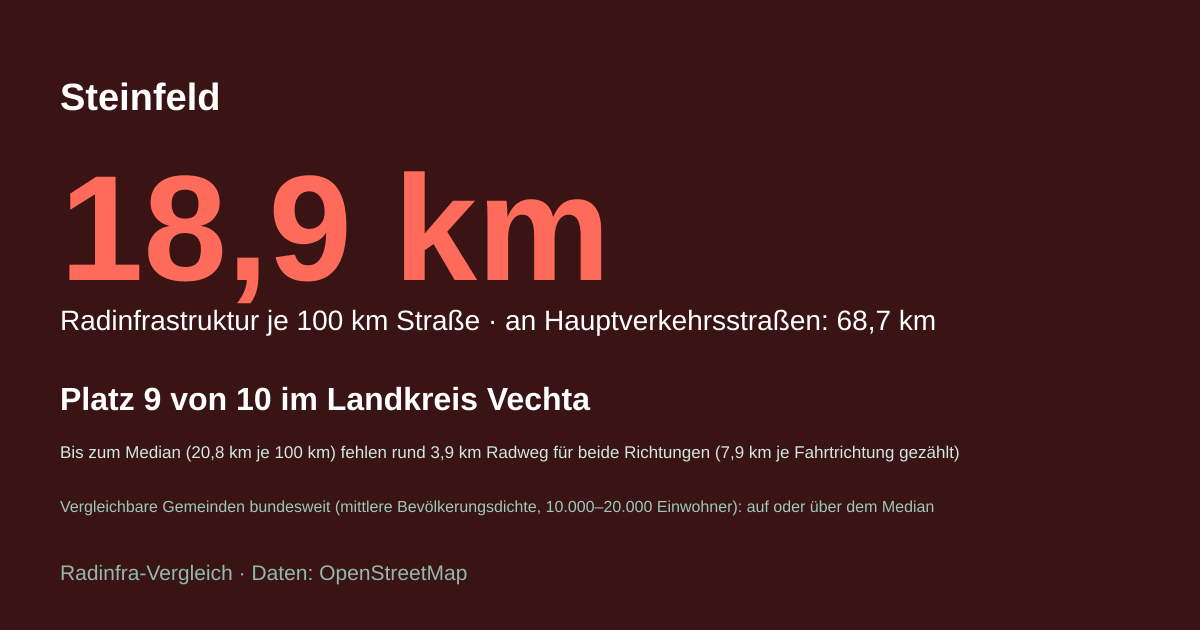 Steinfeld
18,9 km
Radinfrastruktur je 100 km Straße · an Hauptverkehrsstraßen: 68,7 km
Platz 9 von 10 im Landkreis Vechta
Bis zum Median (20,8 km je 100 km) fehlen rund 3,9 km Radweg für beide Richtungen (7,9 km je Fahrtrichtung gezählt)
Vergleichbare Gemeinden bundesweit (mittlere Bevölkerungsdichte, 10.000–20.000 Einwohner): auf oder über dem Median
Radinfra-Vergleich · Daten: OpenStreetMap